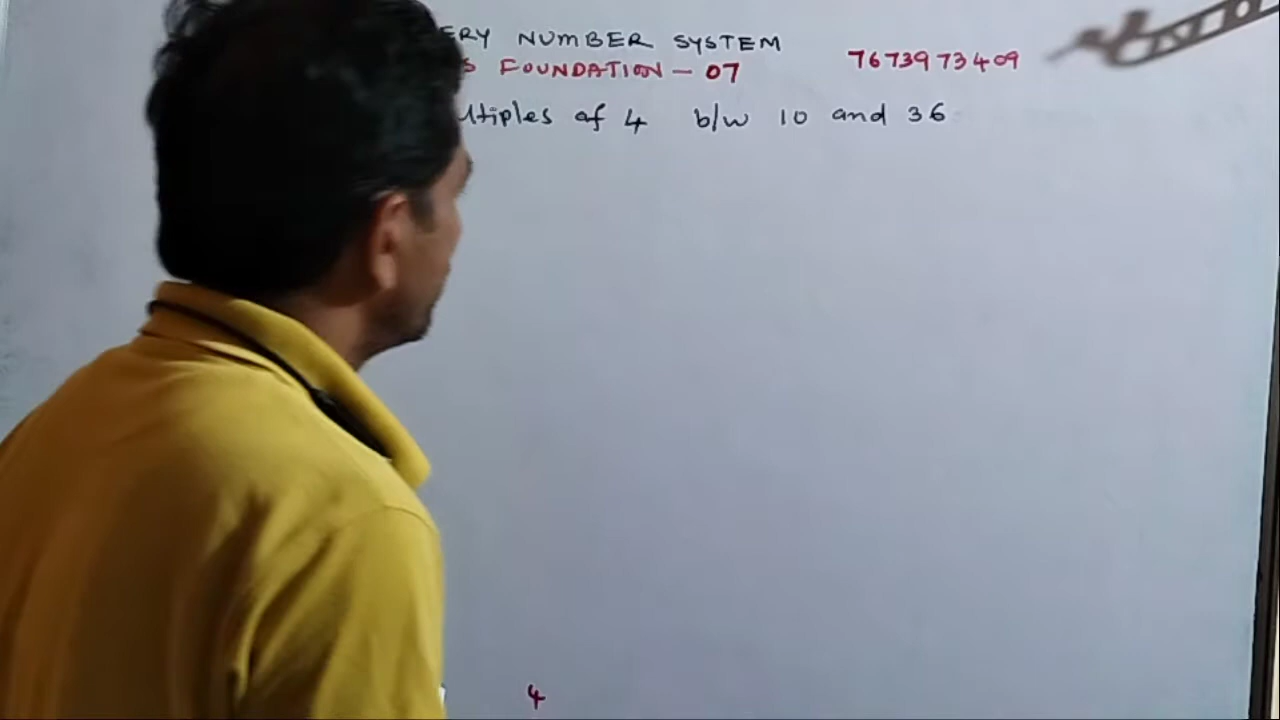 ERY NUMBER SYSTEM
S FOUNDATION - 07 7673973409
ltiples of 4 b/w 10 and 36
4